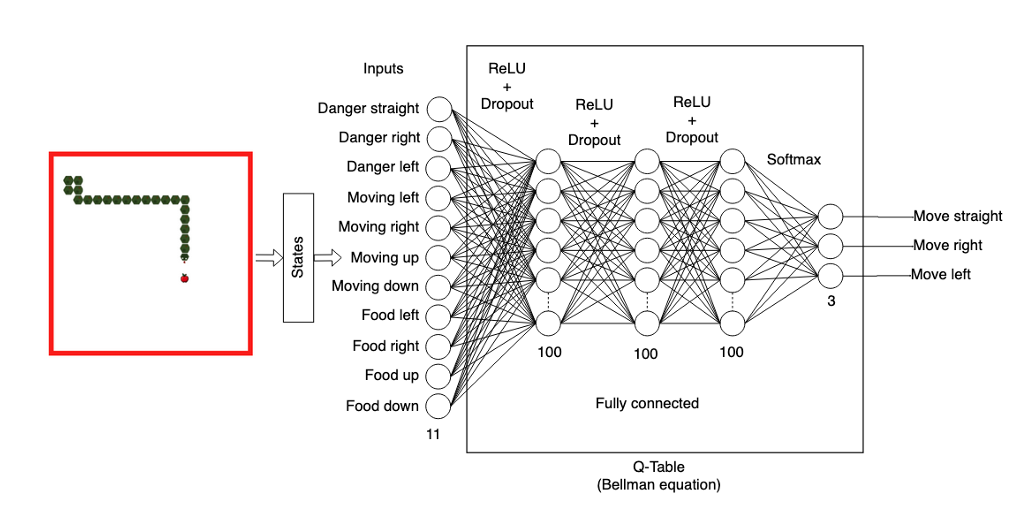 Inputs
ReLU
+
Dropout
ReLU
+
Dropout
ReLU
+
Dropout
Softmax
States
Danger straight
Danger right
Danger left
Moving left
Moving right
Moving up
Moving down
Food left
Food right
Food up
Food down
11
100
100
100
3
Move straight
Move right
Move left
Fully connected
Q-Table
(Bellman equation)